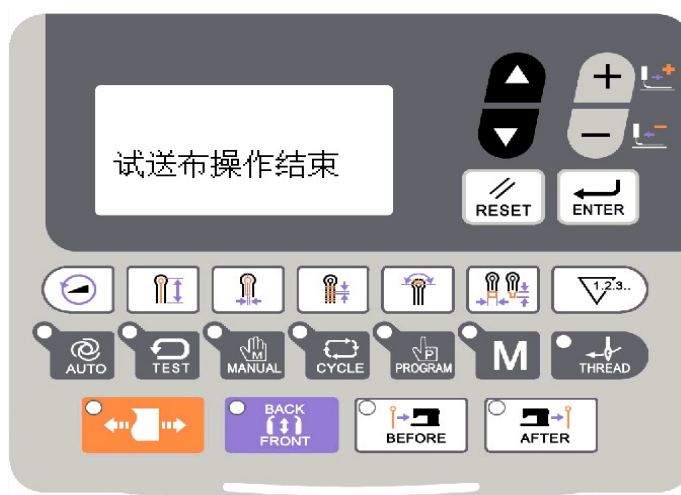 试送布操作结束
RESET
ENTER
1,2,3..
AUTO
TEST
M
MANUAL
CYCLE
P
PROGRAM
M
THREAD
BACK
FRONT
BEFORE
AFTER